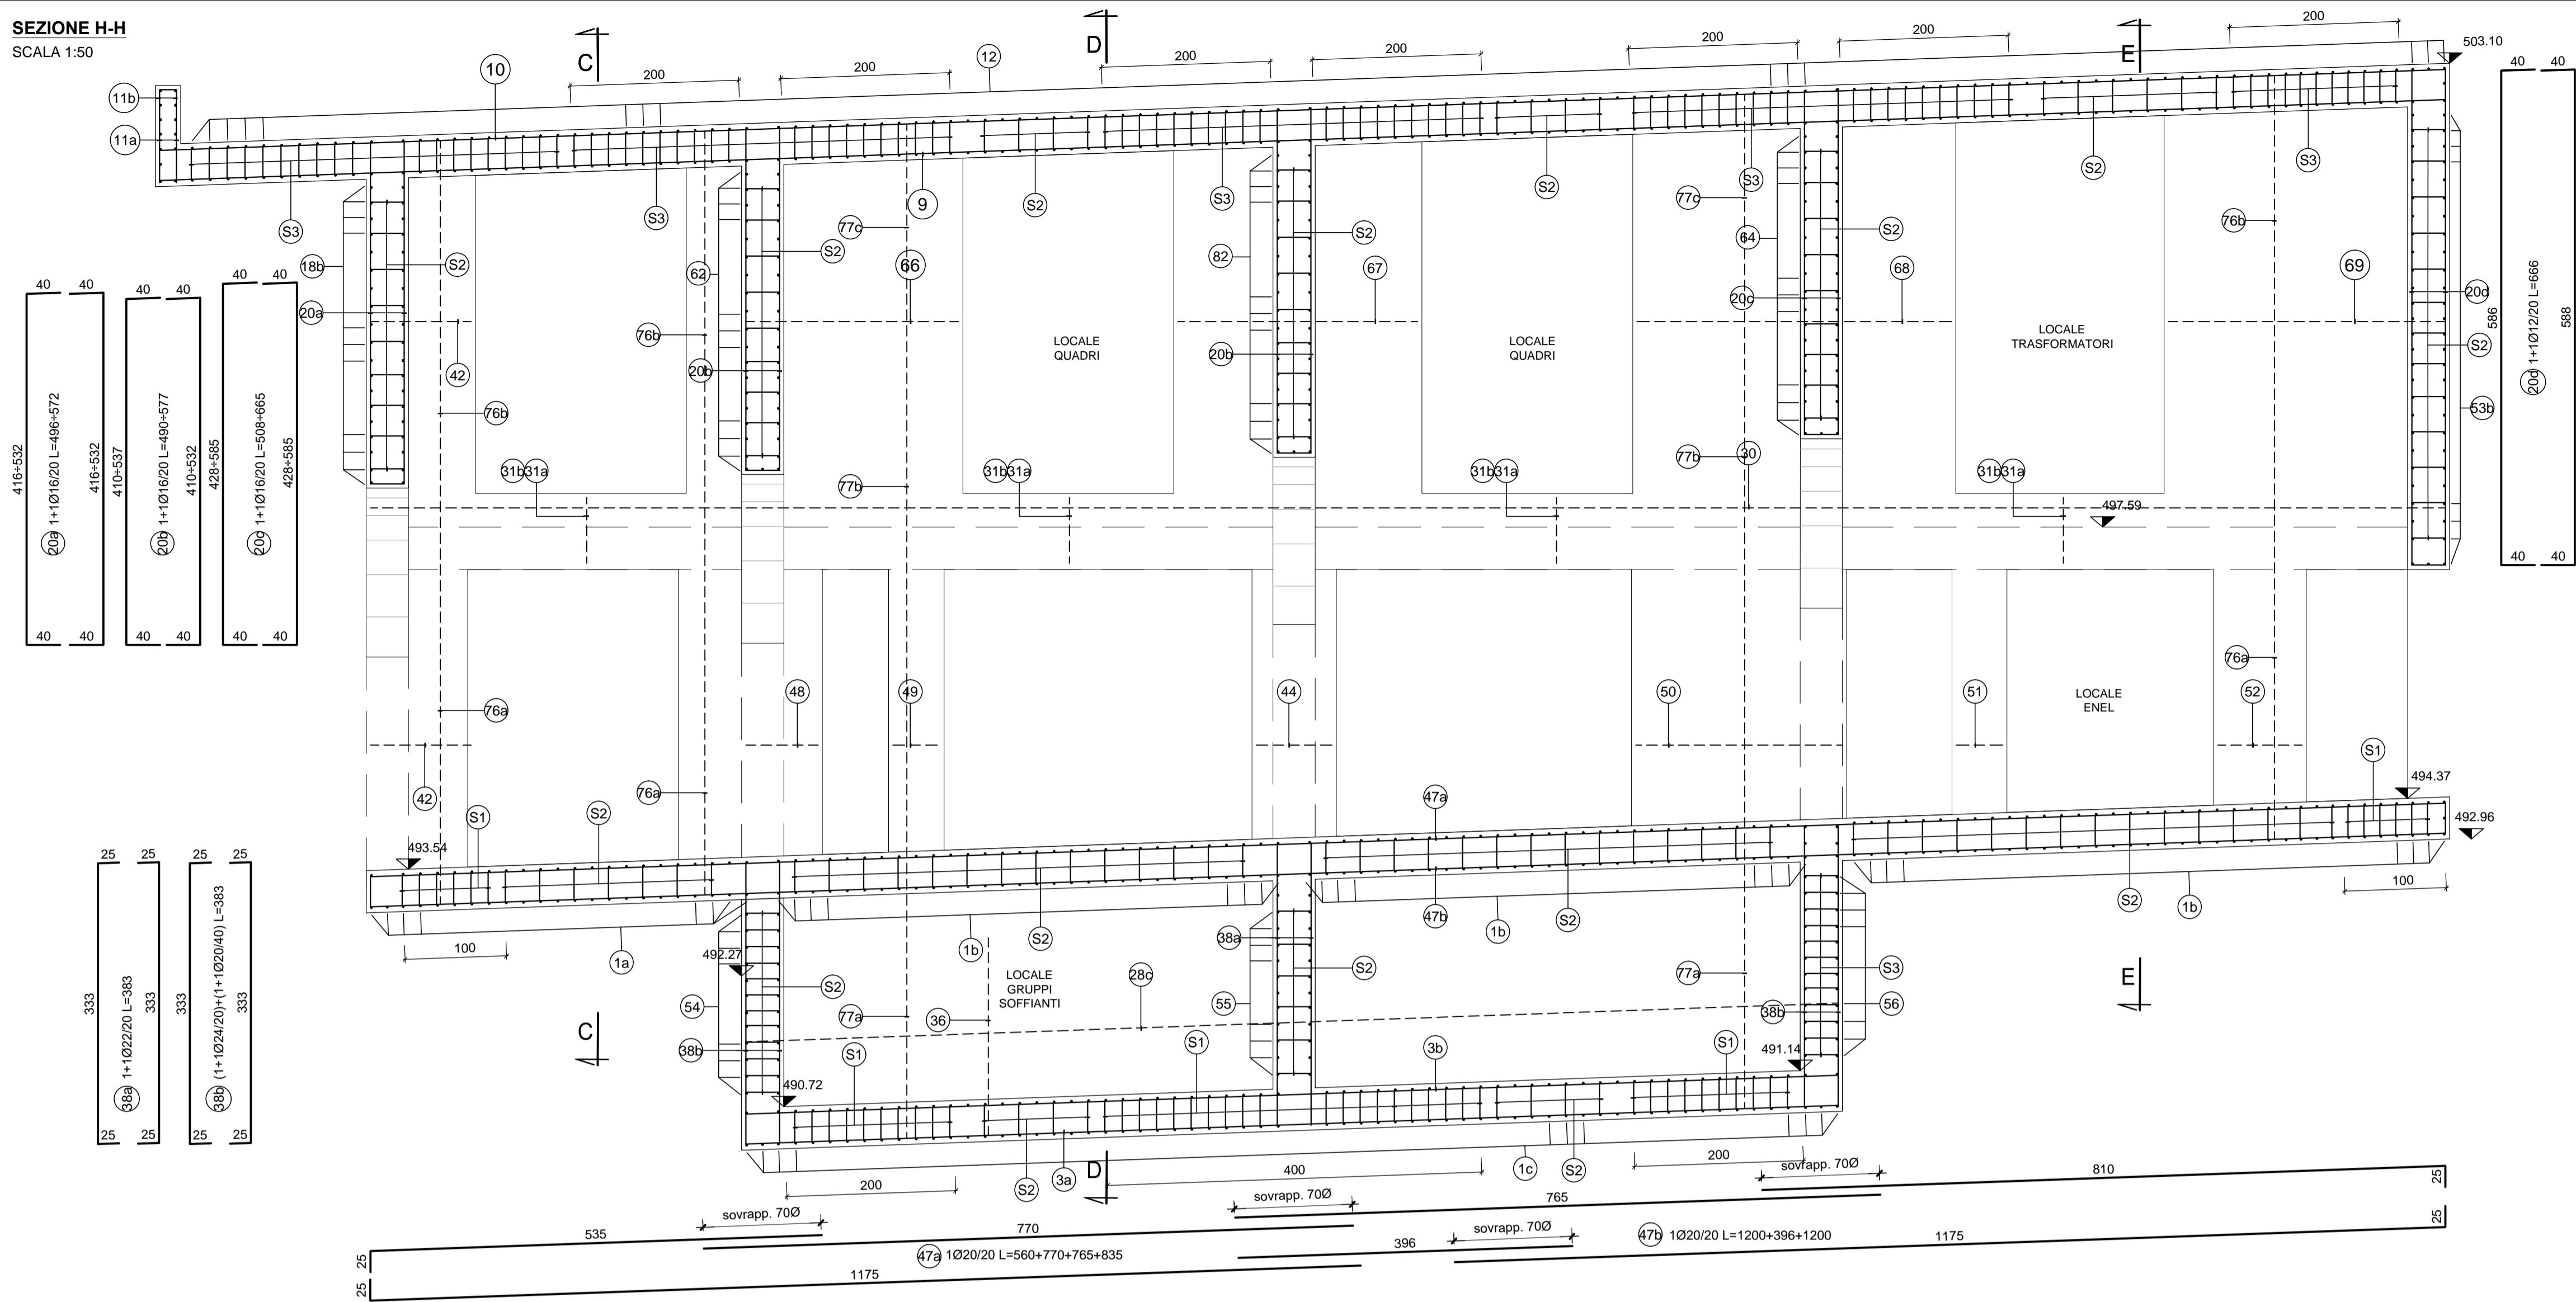 SEZIONE H-H
SCALA 1:50
C
D
E
200
200
200
200
200
200
200
503.10
10
12
11b
11a
S3
S3
9
S2
S3
S2
S3
S2
S3
40 40
586
20d 1+1Ø12/20 L=666
588
40 40
18b
S2
20a
62
S2
77c
66
82
S2
67
77c
64
S2
68
76b
69
20d
S2
53b
20c
42
76b
76b
20b
20b
LOCALE
QUADRI
LOCALE
QUADRI
LOCALE
TRASFORMATORI
40 40
416÷532
20a 1+1Ø16/20 L=496÷572
416÷532
40 40
40 40
410÷537
20b 1+1Ø16/20 L=490÷577
410÷532
40 40
40 40
428÷585
20c 1+1Ø16/20 L=508÷665
428÷585
40 40
31b 31a
77b
31b 31a
31b 31a
77b
30
31b 31a
497.59
76a
42
76a
48
49
44
50
51
LOCALE
ENEL
76a
52
S1
494.37
492.96
493.54
S1
S2
47a
47b
S2
S2
1b
1b
S2
1b
100
100
1a
25 25
333
38a 1+1Ø22/20 L=383
333
25 25
25 25
333
38b (1+1Ø24/20)+(1+1Ø20/40) L=383
333
25 25
492.27
54
S2
77a
36
LOCALE
GRUPPI
SOFFIANTI
28c
38a
S2
55
77a
S3
56
38b
38b
S1
S1
3b
S1
491.14
490.72
C
E
D
200
S2
3a
400
1c
S2
200
sovrapp. 70Ø
sovrapp. 70Ø
sovrapp. 70Ø
sovrapp. 70Ø
535
770
765
810
25
25
47a 1Ø20/20 L=560+770+765+835
396
47b 1Ø20/20 L=1200+396+1200
1175
1175
25
25